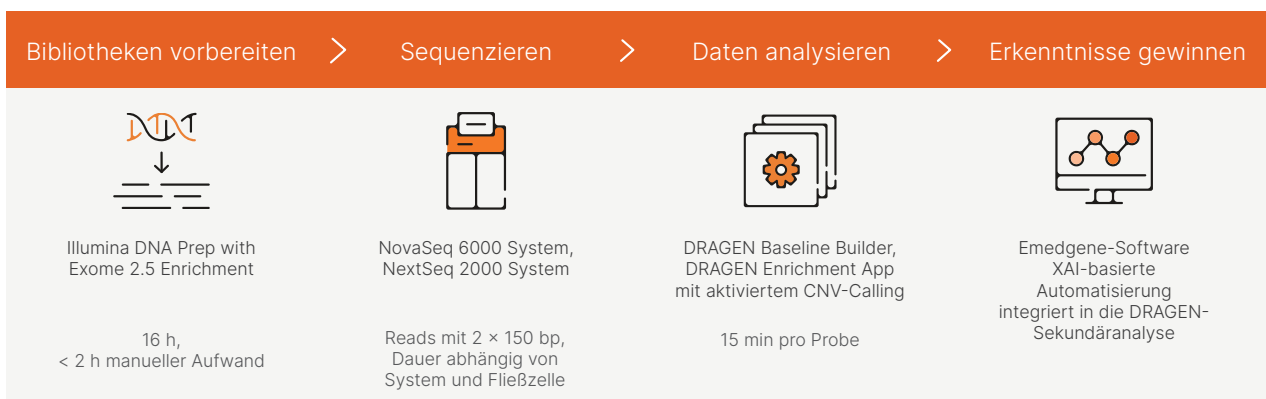 Bibliotheken vorbereiten
Sequenzieren
Daten analysieren
Erkenntnisse gewinnen
Illumina DNA Prep with
Exome 2.5 Enrichment
16 h,
< 2 h manueller Aufwand
NovaSeq 6000 System,
NextSeq 2000 System
Reads mit 2 × 150 bp,
Dauer abhängig von
System und Fließzelle
DRAGEN Baseline Builder,
DRAGEN Enrichment App
mit aktiviertem CNV-Calling
15 min pro Probe
Emedgene-Software
XAI-basierte
Automatisierung
integriert in die DRAGEN-
Sekundäranalyse